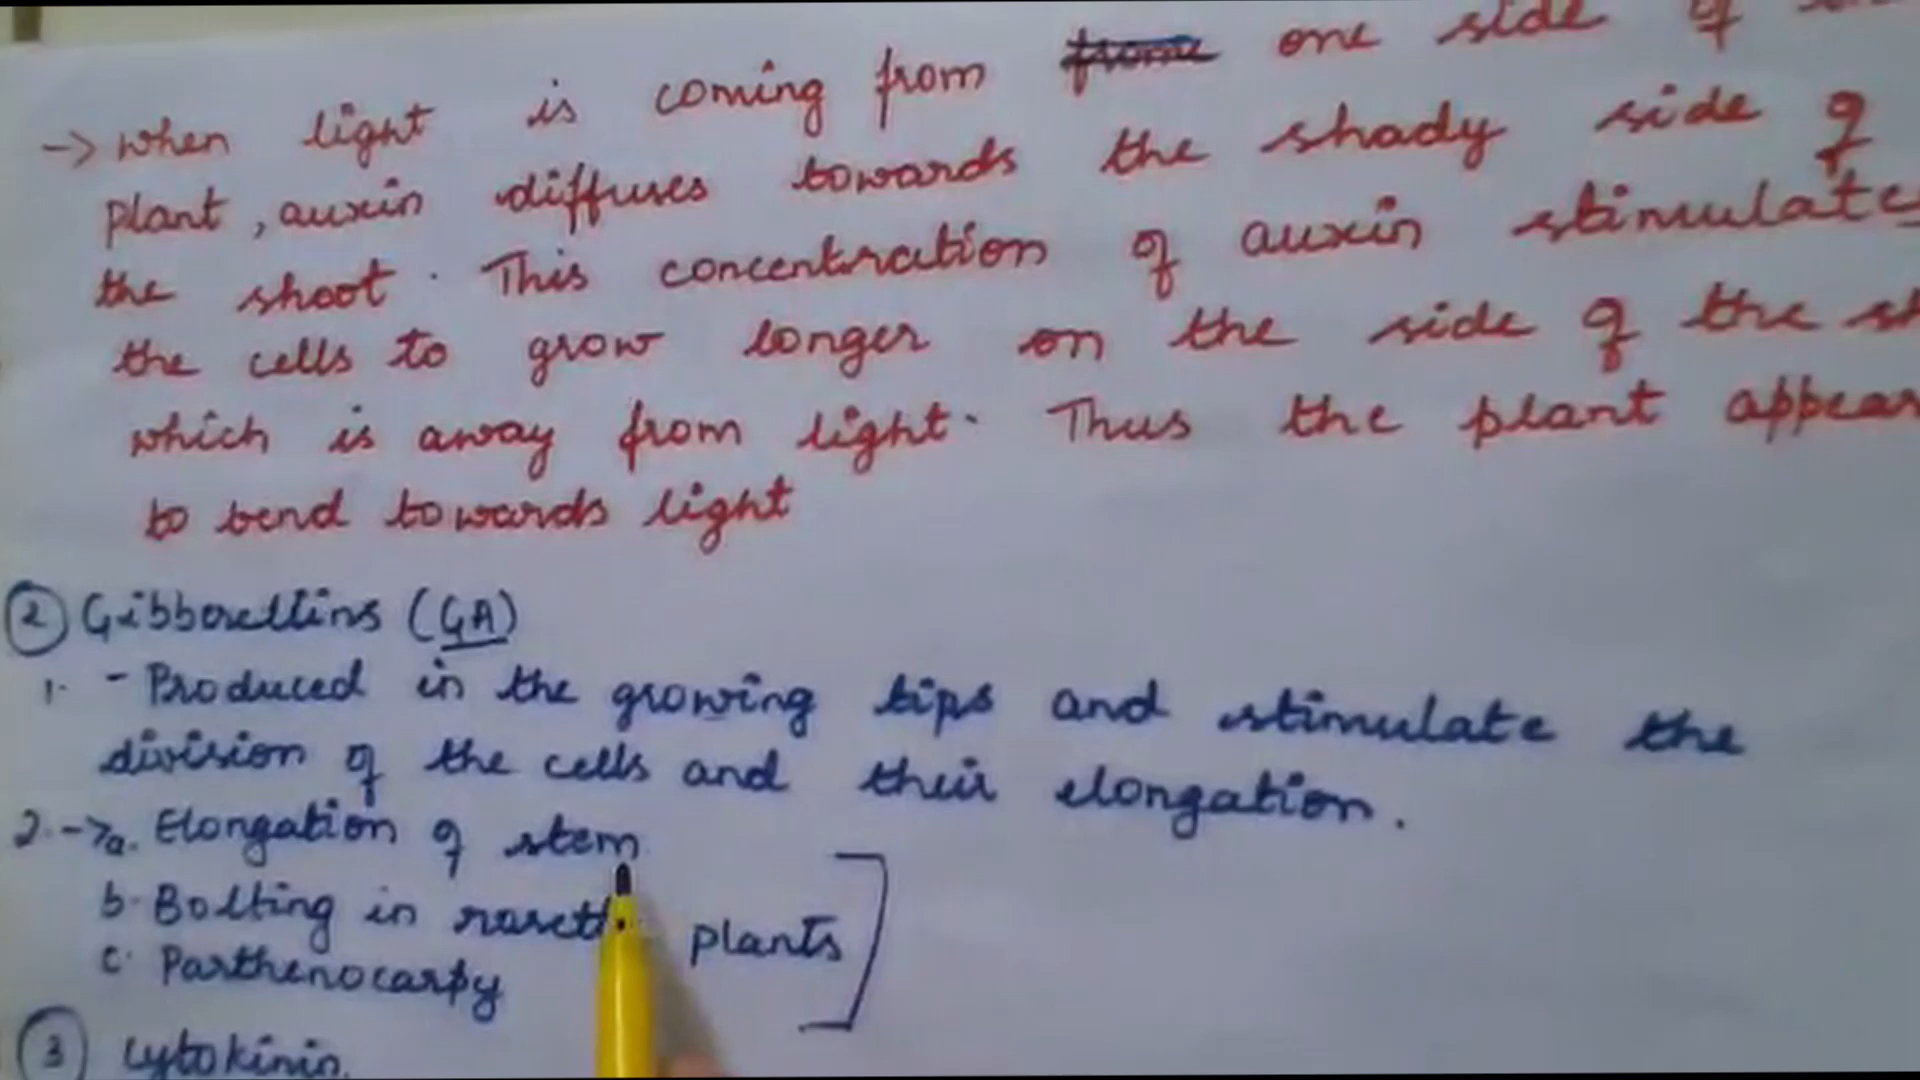 -> when light is coming from frome one side of
plant, auxin diffuses towards the shady side of
the shoot. This concentration of auxin stimulates
the cells to grow longer on the side of the
which is away from light. Thus the plant appear
to bend towards light
2 Gibberellins (GA)
1. - Produced in the growing tips and stimulate the
division of the cells and their elongation.
2. -> a. Elongation of stem
b. Bolting in plants
c. Parthenocarpy
3 Cytokinin.